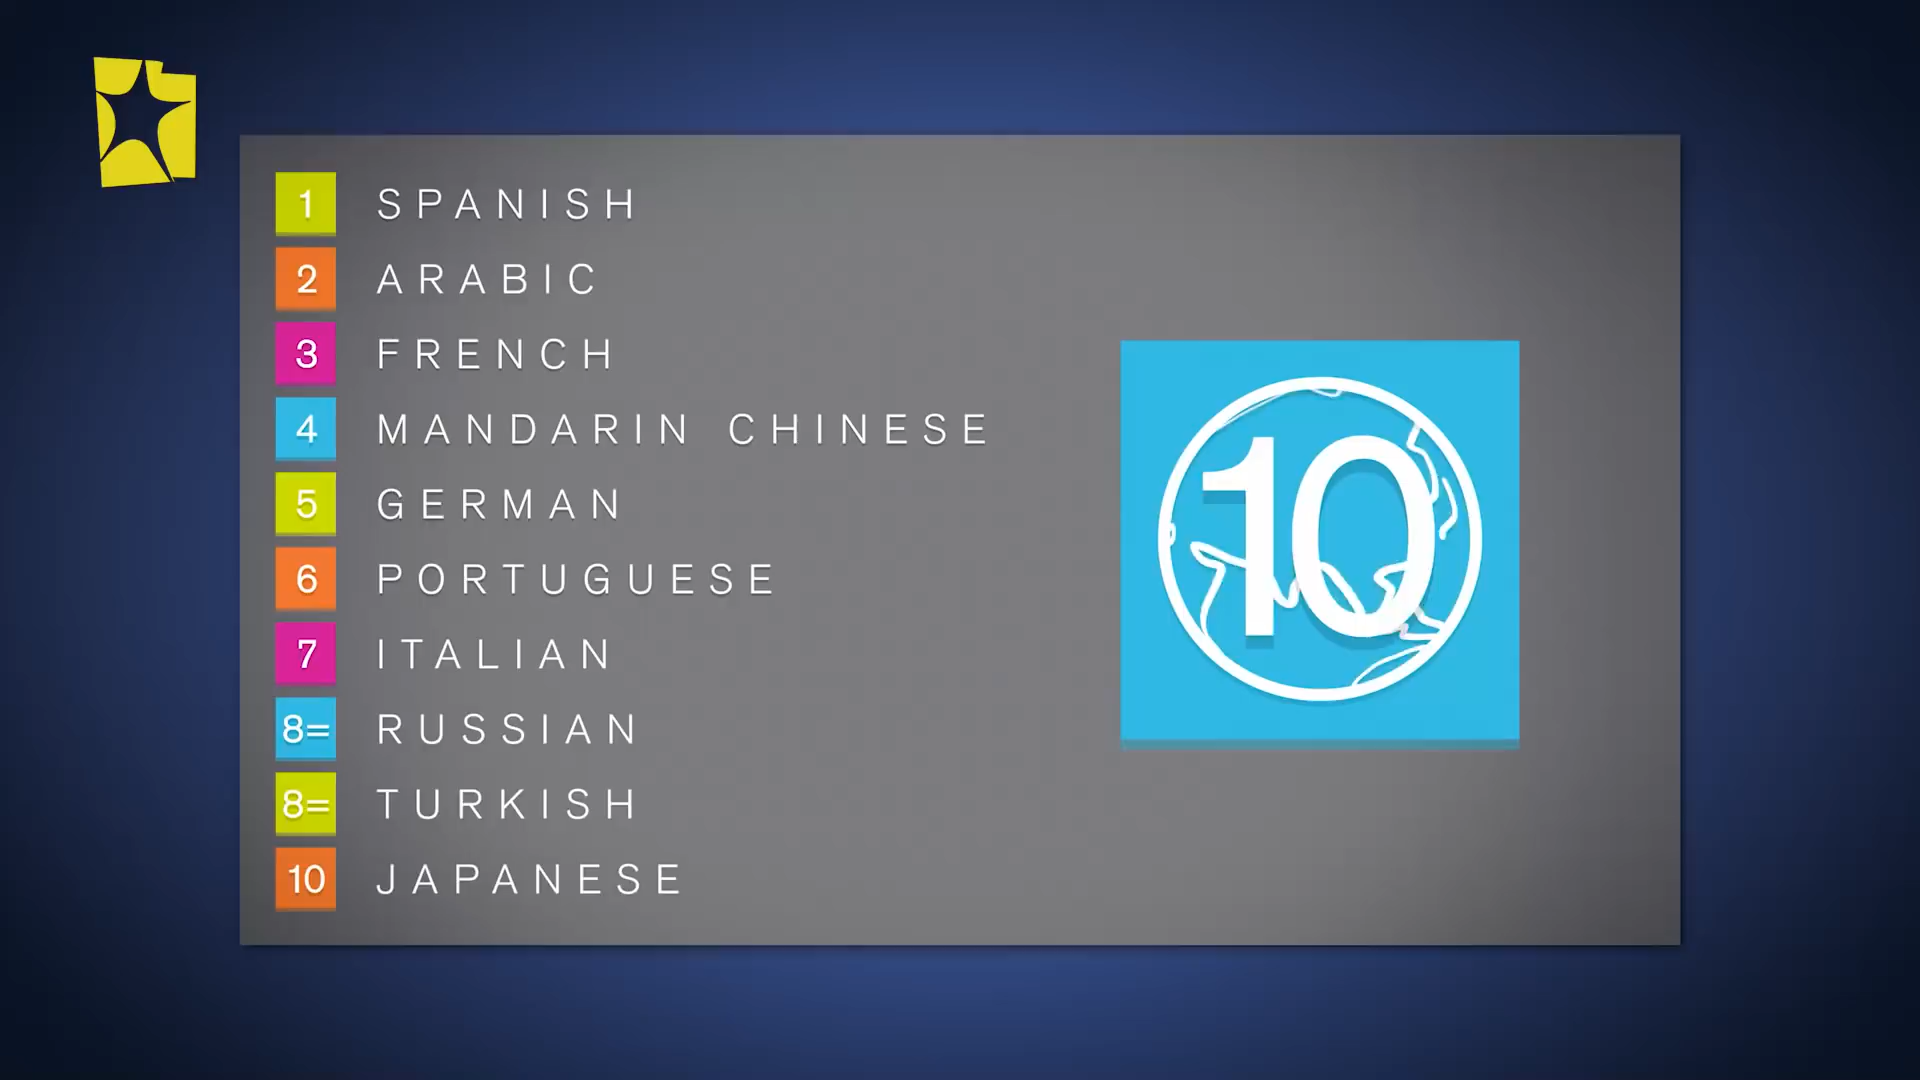 1 SPANISH
2 ARABIC
3 FRENCH
4 MANDARIN CHINESE
5 GERMAN
6 PORTUGUESE
7 ITALIAN
8= RUSSIAN
8= TURKISH
10 JAPANESE
10